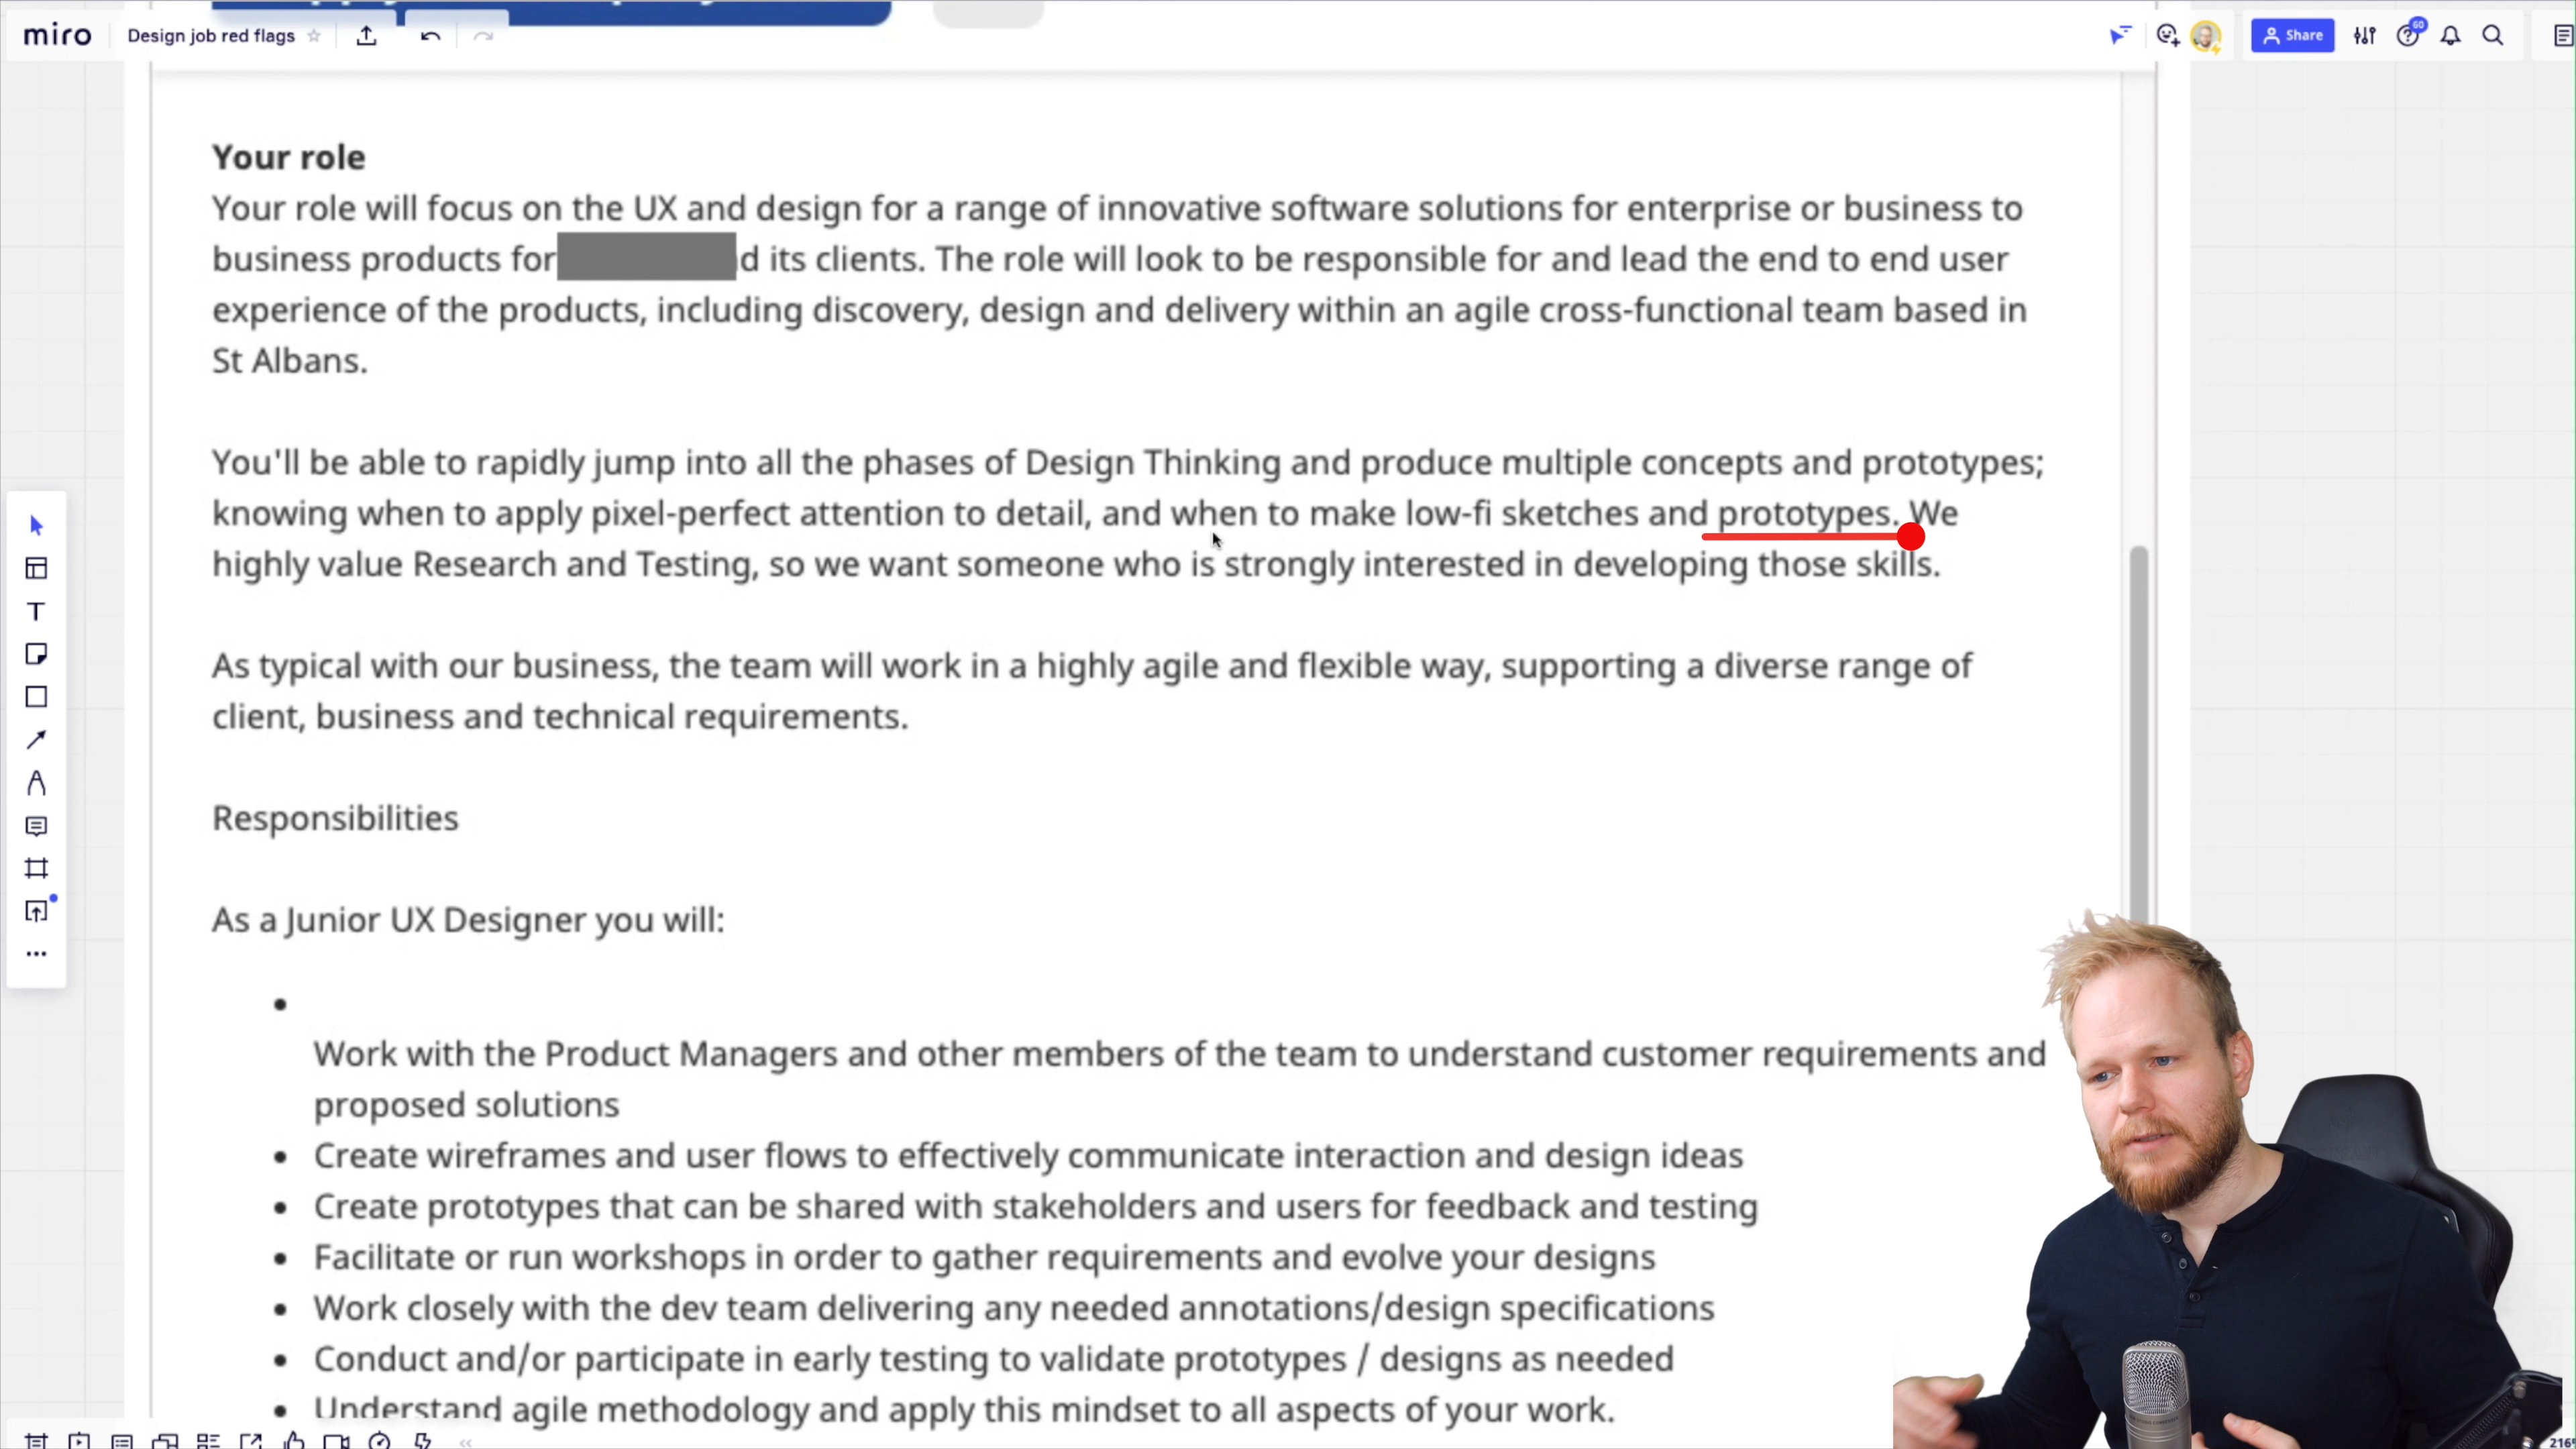 miro
Design job red flags
60
Share
Your role
Your role will focus on the UX and design for a range of innovative software solutions for enterprise or business to
business products for d its clients. The role will look to be responsible for and lead the end to end user
experience of the products, including discovery, design and delivery within an agile cross-functional team based in
St Albans.
You'll be able to rapidly jump into all the phases of Design Thinking and produce multiple concepts and prototypes;
knowing when to apply pixel-perfect attention to detail, and when to make low-fi sketches and prototypes. We
highly value Research and Testing, so we want someone who is strongly interested in developing those skills.
As typical with our business, the team will work in a highly agile and flexible way, supporting a diverse range of
client, business and technical requirements.
Responsibilities
As a Junior UX Designer you will:
Work with the Product Managers and other members of the team to understand customer requirements and
proposed solutions
• Create wireframes and user flows to effectively communicate interaction and design ideas
• Create prototypes that can be shared with stakeholders and users for feedback and testing
• Facilitate or run workshops in order to gather requirements and evolve your designs
• Work closely with the dev team delivering any needed annotations/design specifications
• Conduct and/or participate in early testing to validate prototypes / designs as needed
• Understand agile methodology and apply this mindset to all aspects of your work.